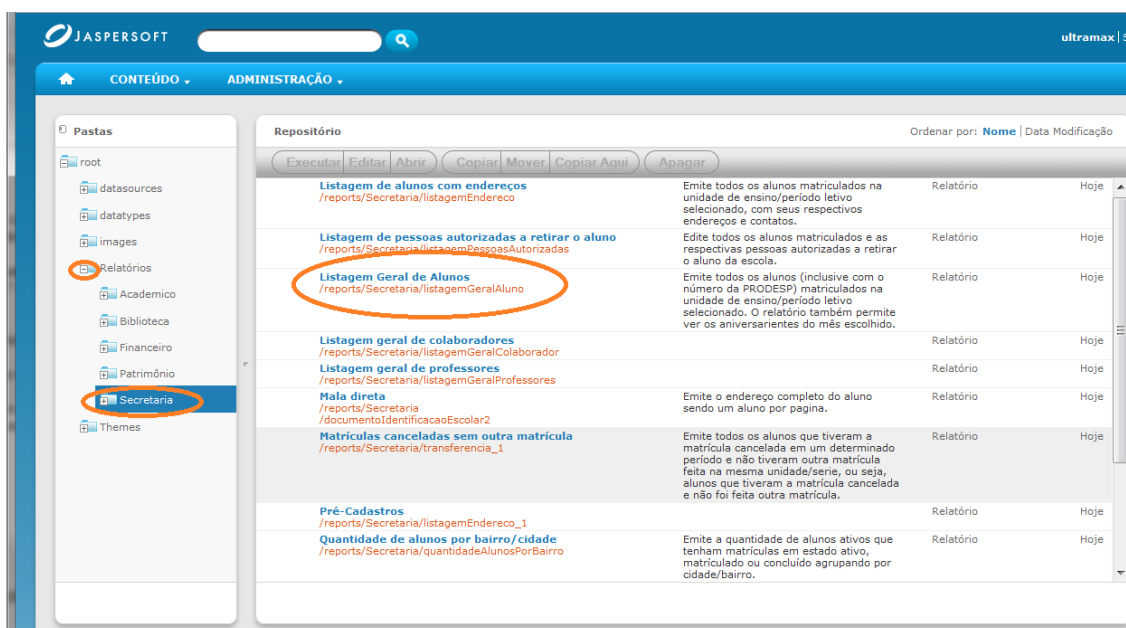 JASPERSOFT
ultramax | S
CONTEÚDO
ADMINISTRAÇÃO
Pastas
root
datasources
datatypes
images
Relatórios
Academico
Biblioteca
Financeiro
Patrimônio
Secretaria
Themes
Repositório
Ordenar por: Nome | Data Modificação
Executar Editar Abrir Copiar Mover Copiar Aqui Apagar
Listagem de alunos com endereços
/reports/Secretaria/listagemEndereco
Emite todos os alunos matriculados na
unidade de ensino/período letivo
selecionado, com seus respectivos
endereços e contatos.
Relatório
Hoje
Listagem de pessoas autorizadas a retirar o aluno
/reports/Secretaria/listagemPessoasAutorizadas
Edite todos os alunos matriculados e as
respectivas pessoas autorizadas a retirar
o aluno da escola.
Relatório
Hoje
Listagem Geral de Alunos
/reports/Secretaria/listagemGeralAluno
Emite todos os alunos (inclusive com o
número da PRODESP) matriculados na
unidade de ensino/período letivo
selecionado. O relatório também permite
ver os aniversarientes do mês escolhido.
Relatório
Hoje
Listagem geral de colaboradores
/reports/Secretaria/listagemGeralColaborador
Relatório
Hoje
Listagem geral de professores
/reports/Secretaria/listagemGeralProfessores
Relatório
Hoje
Mala direta
/reports/Secretaria
/documentoIdentificacaoEscolar2
Emite o endereço completo do aluno
sendo um aluno por pagina.
Relatório
Hoje
Matrículas canceladas sem outra matrícula
/reports/Secretaria/transferencia_1
Emite todos os alunos que tiveram a
matrícula cancelada em um determinado
período e não tiveram outra matrícula
feita na mesma unidade/serie, ou seja,
alunos que tiveram a matrícula cancelada
e não foi feita outra matrícula.
Relatório
Hoje
Pré-Cadastros
/reports/Secretaria/listagemEndereco_1
Relatório
Hoje
Quantidade de alunos por bairro/cidade
/reports/Secretaria/quantidadeAlunosPorBairro
Emite a quantidade de alunos ativos que
tenham matrículas em estado ativo,
matrículado ou concluído agrupando por
cidade/bairro.
Relatório
Hoje